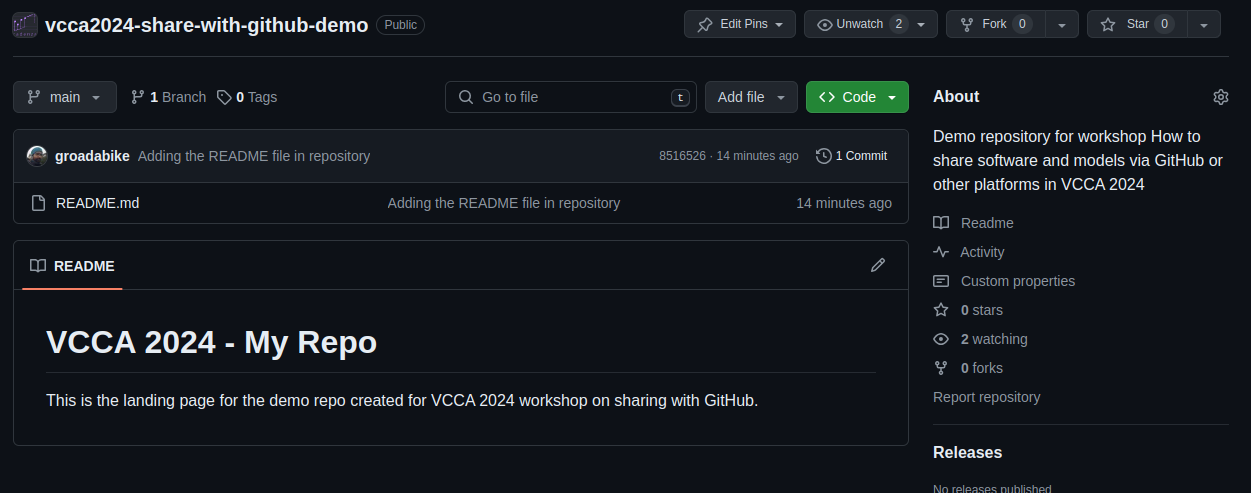 vcca2024-share-with-github-demo Public Edit Pins Unwatch 2 Fork 0 Star 0
main 1 Branch 0 Tags Go to file t Add file Code
groadabike Adding the README file in repository 8516526 · 14 minutes ago 1 Commit
README.md Adding the README file in repository 14 minutes ago
README
VCCA 2024 - My Repo
This is the landing page for the demo repo created for VCCA 2024 workshop on sharing with GitHub.
About
Demo repository for workshop How to
share software and models via GitHub or
other platforms in VCCA 2024
Readme
Activity
Custom properties
0 stars
2 watching
0 forks
Report repository
Releases
No releases published